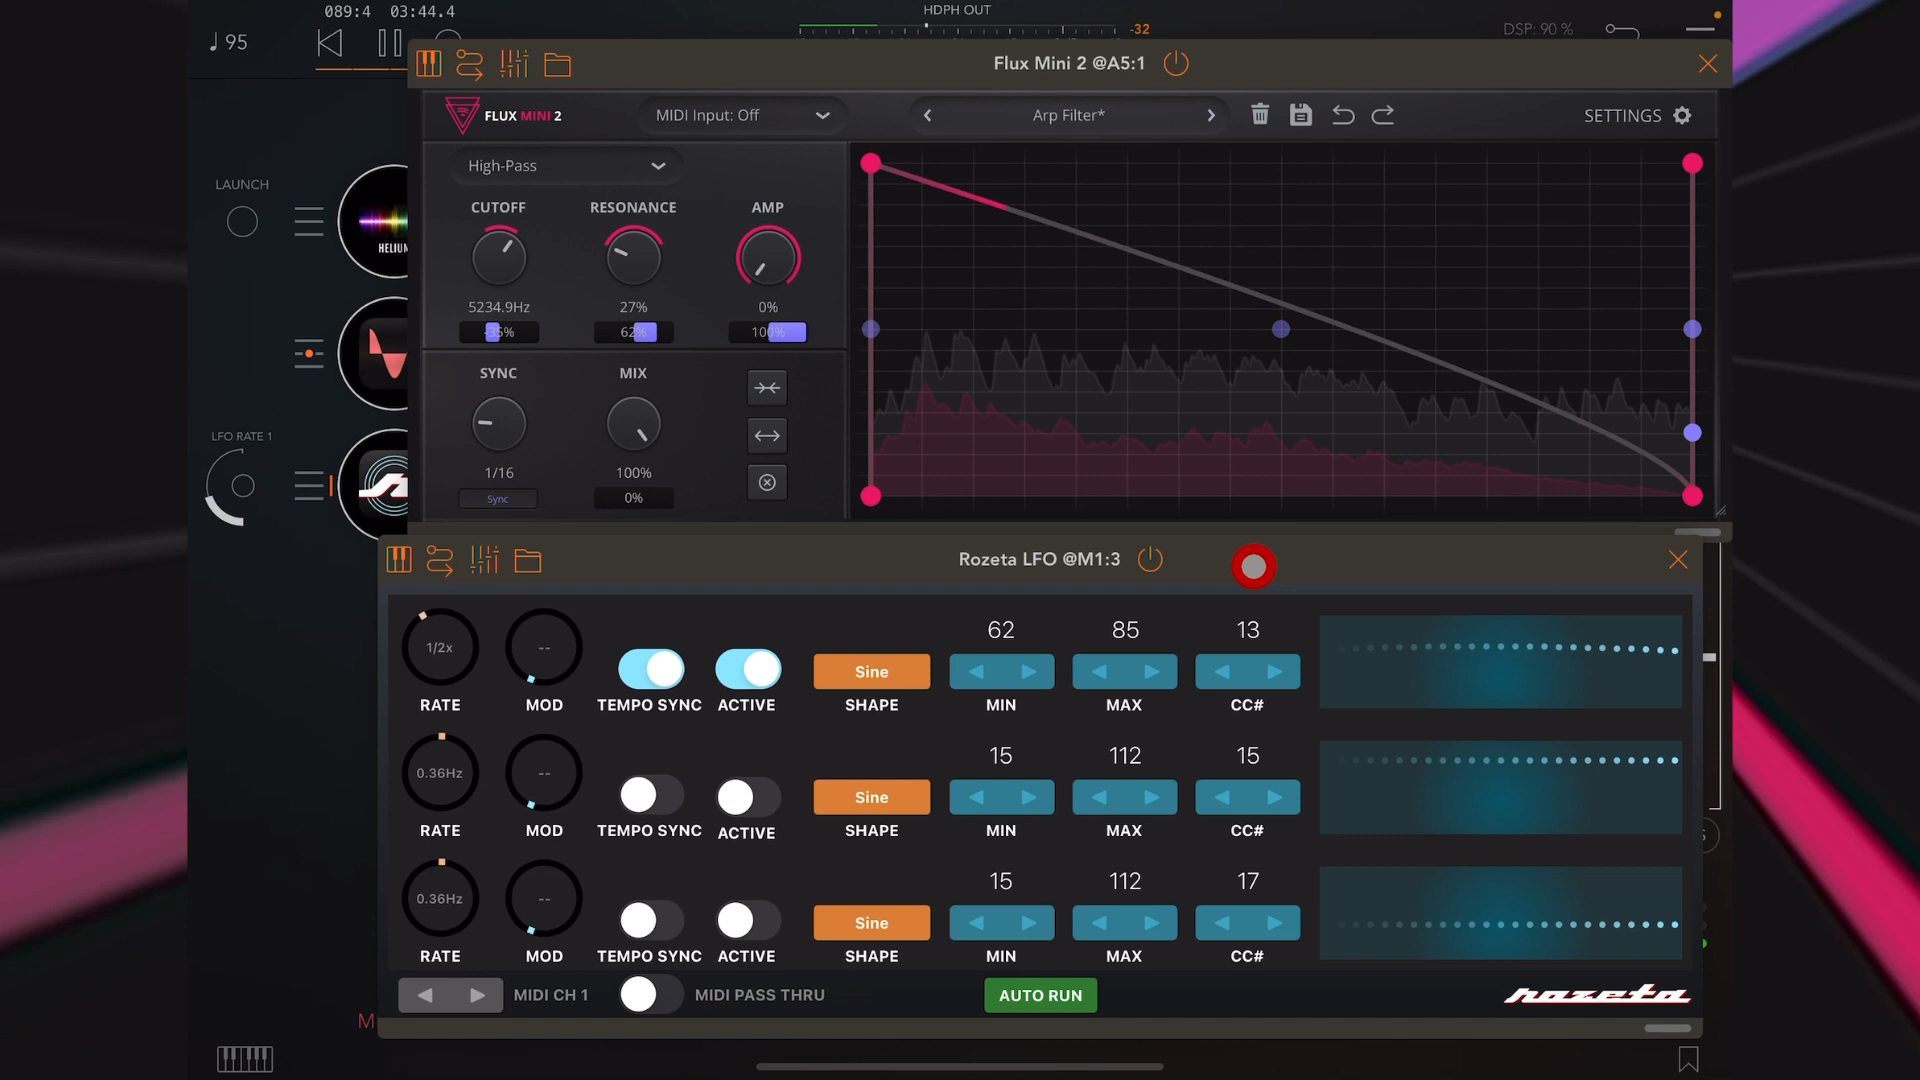 089:4 03:44.4
HDPH OUT
-32
DSP: 90 %
♩ 95
Flux Mini 2 @A5:1
FLUX MINI 2
MIDI Input: Off
Arp Filter*
SETTINGS
LAUNCH
High-Pass
CUTOFF RESONANCE AMP
5234.9Hz 27% 0%
-35% 62% 100%
SYNC MIX
1/16 100%
Sync 0%
LFO RATE 1
Rozeta LFO @M1:3
62 85 13
1/2x -- Sine
RATE MOD TEMPO SYNC ACTIVE SHAPE MIN MAX CC#
15 112 15
0.36Hz -- Sine
RATE MOD TEMPO SYNC ACTIVE SHAPE MIN MAX CC#
15 112 17
0.36Hz -- Sine
RATE MOD TEMPO SYNC ACTIVE SHAPE MIN MAX CC#
MIDI CH 1 MIDI PASS THRU AUTO RUN rozeta
M